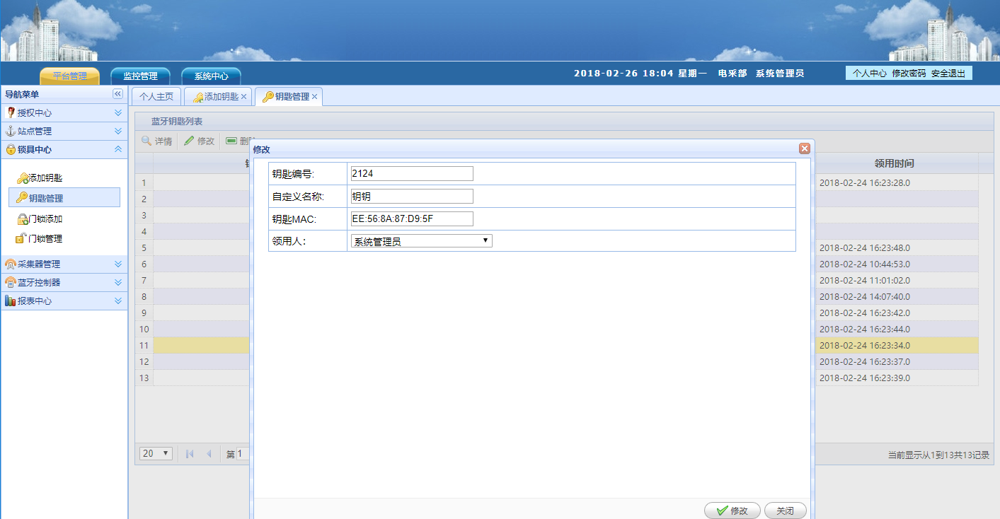 平台管理 监控管理 系统中心 2018-02-26 18:04 星期一 电采部 系统管理员 个人中心 修改密码 安全退出
导航菜单
个人主页 添加钥匙 钥匙管理
授权中心
站点管理
锁具中心
添加钥匙
钥匙管理
门锁添加
门锁管理
采集器管理
蓝牙控制器
报表中心
蓝牙钥匙列表
详情 修改
领用时间
1 2018-02-24 16:23:28.0
2
3
4
5 2018-02-24 16:23:48.0
6 2018-02-24 10:44:53.0
7 2018-02-24 11:01:02.0
8 2018-02-24 14:07:40.0
9 2018-02-24 16:23:42.0
10 2018-02-24 16:23:44.0
11 2018-02-24 16:23:34.0
12 2018-02-24 16:23:37.0
13 2018-02-24 16:23:39.0
20 第 1
当前显示从1到13共13记录
修改
钥匙编号: 2124
自定义名称: 钥钥
钥匙MAC: EE:56:8A:87:D9:5F
领用人: 系统管理员
修改 关闭